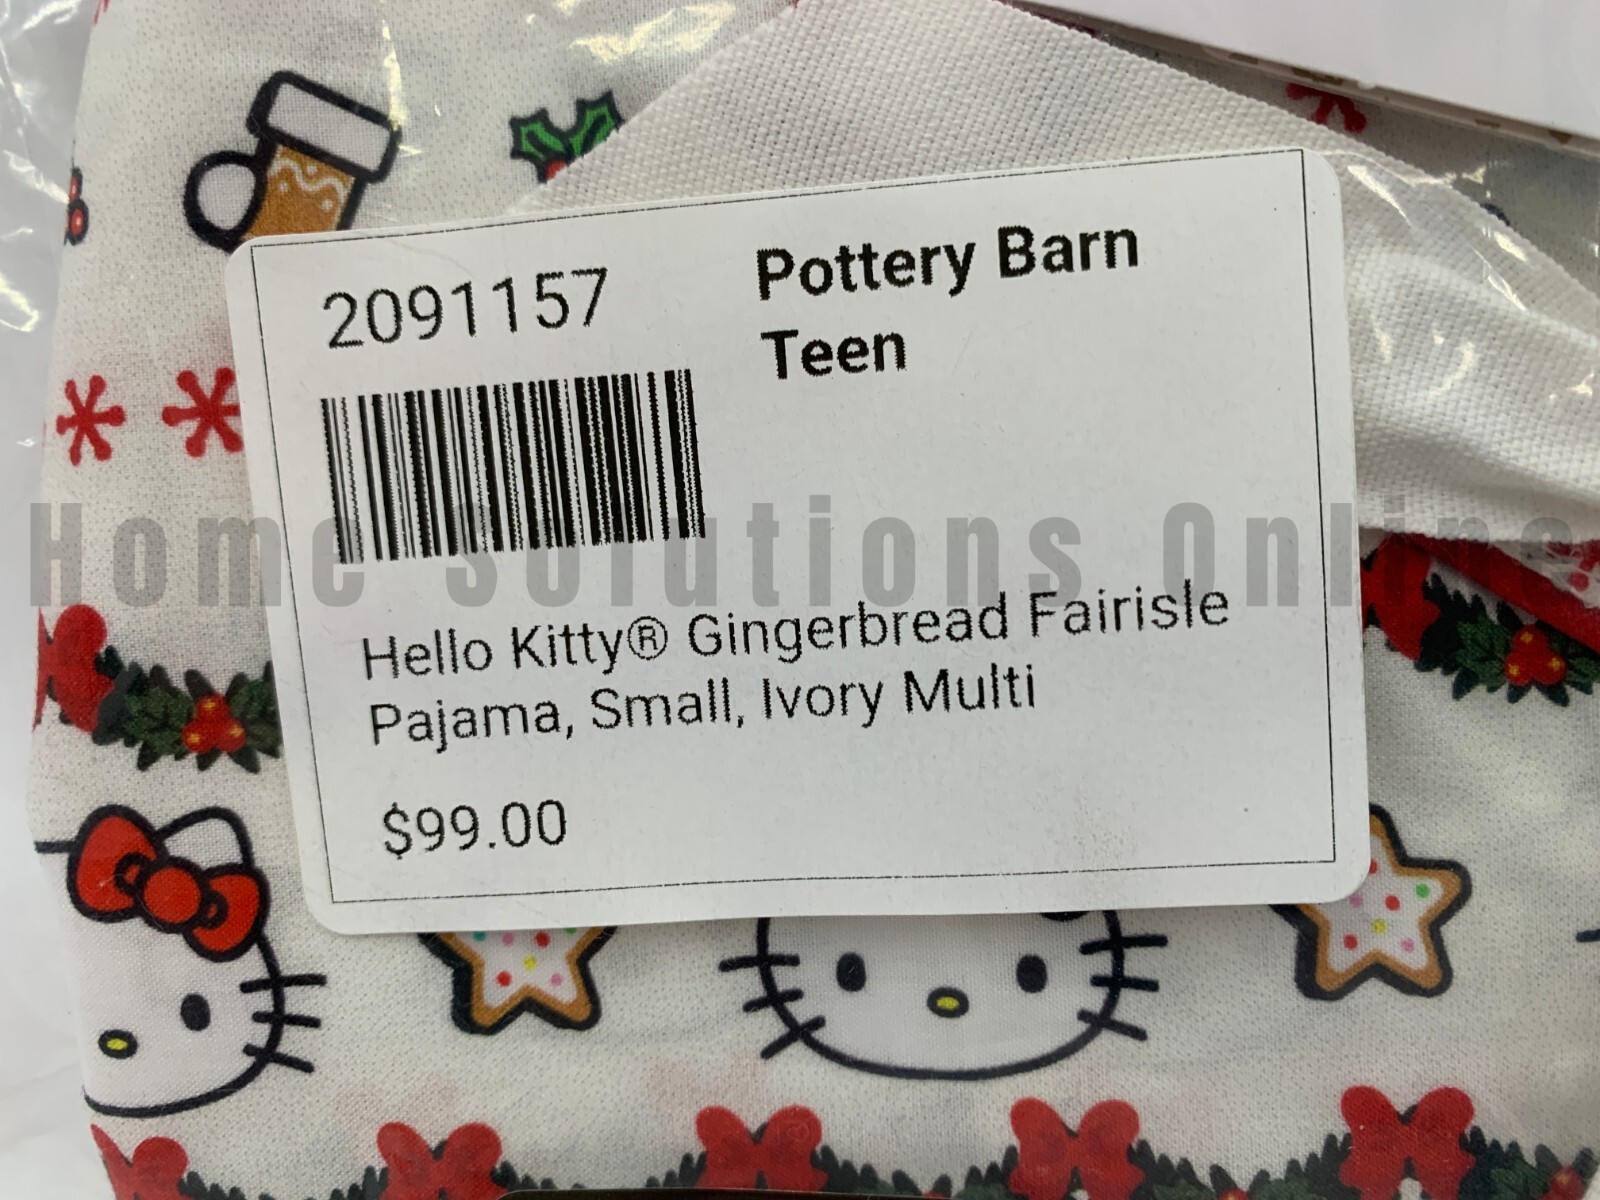 2091157
Pottery Barn
Teen
Home Solutions Online
Hello Kitty® Gingerbread Fairisle
Pajama, Small, Ivory Multi
$99.00